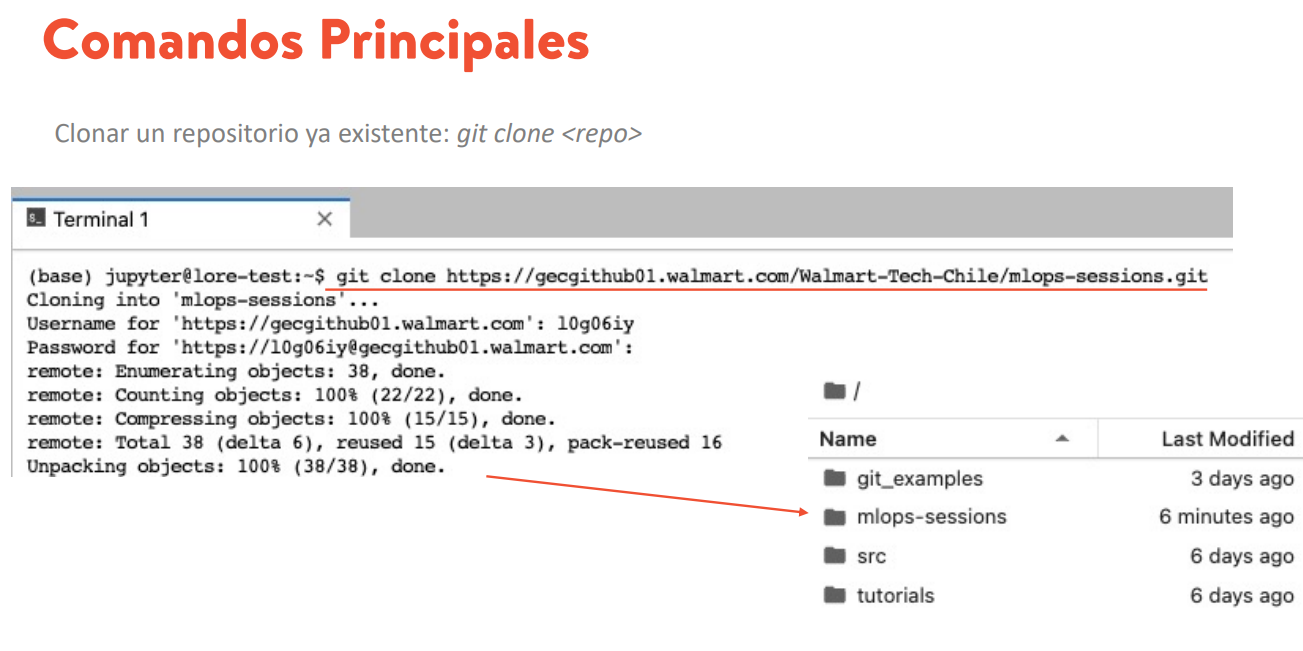 Comandos Principales
Clonar un repositorio ya existente: git clone <repo>
Terminal 1
(base) jupyter@lore-test:~$ git clone https://gecgithub01.walmart.com/Walmart-Tech-Chile/mlops-sessions.git
Cloning into 'mlops-sessions'...
Username for 'https://gecgithub01.walmart.com': l0g06iy
Password for 'https://l0g06iy@gecgithub01.walmart.com':
remote: Enumerating objects: 38, done.
remote: Counting objects: 100% (22/22), done.
remote: Compressing objects: 100% (15/15), done.
remote: Total 38 (delta 6), reused 15 (delta 3), pack-reused 16
Unpacking objects: 100% (38/38), done.
/
Name Last Modified
git_examples 3 days ago
mlops-sessions 6 minutes ago
src 6 days ago
tutorials 6 days ago